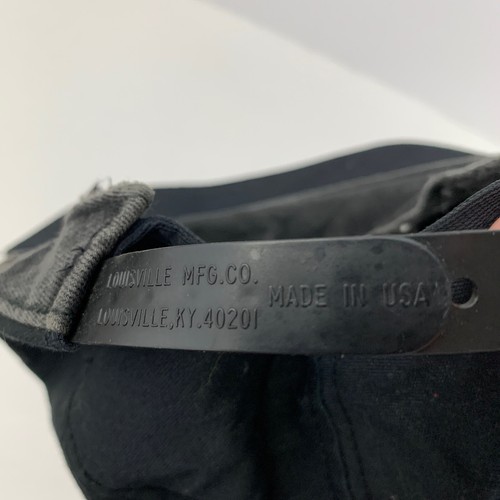 LOUISVILLE MFG.CO.
LOUISVILLE,KY.40201
MADE IN USA